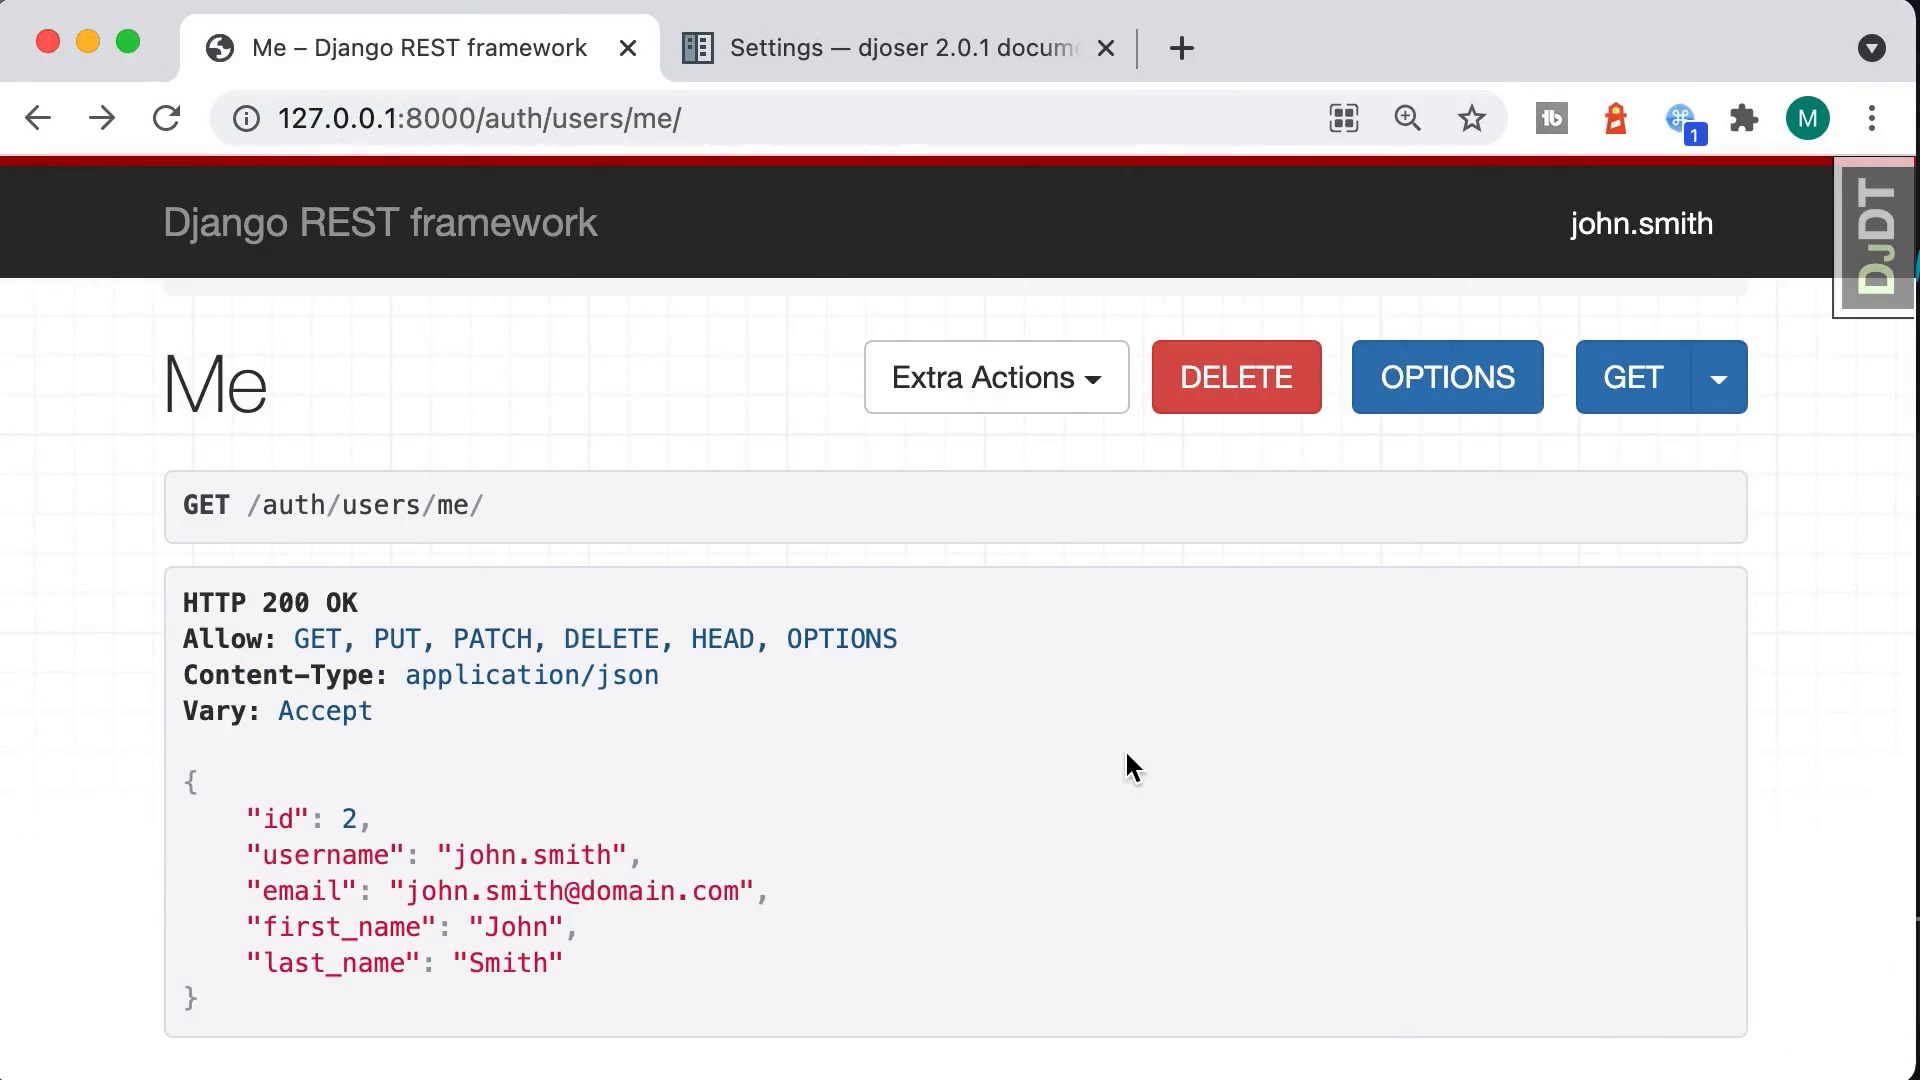 Me – Django REST framework
Settings — djoser 2.0.1 docume
127.0.0.1:8000/auth/users/me/
tb
1
M
Django REST framework
john.smith
DJDT
Me
Extra Actions
DELETE
OPTIONS
GET
GET /auth/users/me/
HTTP 200 OK
Allow: GET, PUT, PATCH, DELETE, HEAD, OPTIONS
Content-Type: application/json
Vary: Accept
{
"id": 2,
"username": "john.smith",
"email": "john.smith@domain.com",
"first_name": "John",
"last_name": "Smith"
}